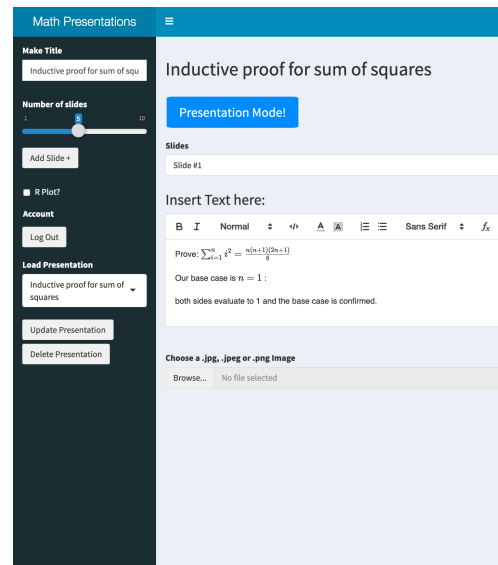 Math Presentations
Make Title
Inductive proof for sum of squ
Number of slides
1 5 10
Add Slide +
R Plot?
Account
Log Out
Load Presentation
Inductive proof for sum of
squares
Update Presentation
Delete Presentation
Inductive proof for sum of squares
Presentation Mode!
Slides
Slide #1
Insert Text here:
B I Normal </> A A Sans Serif fx
Prove: ∑_{i=1}^{n} i² = n(n+1)(2n+1)/6
Our base case is n = 1 :
both sides evaluate to 1 and the base case is confirmed.
Choose a .jpg, .jpeg or .png Image
Browse... No file selected